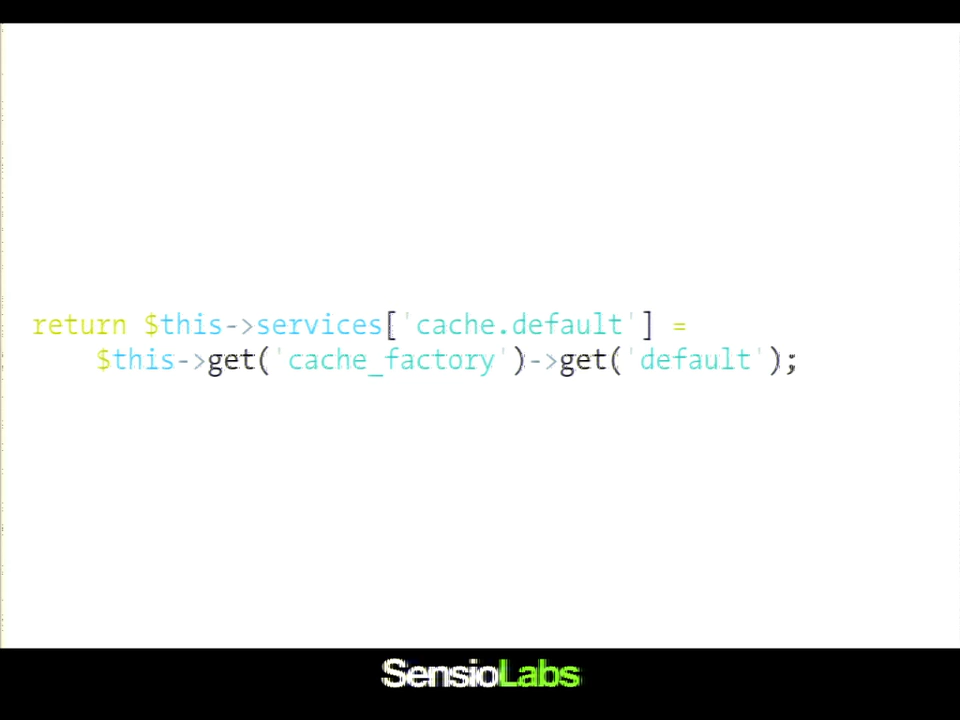 return $this->services['cache.default'] =
    $this->get('cache_factory')->get('default');
SensioLabs